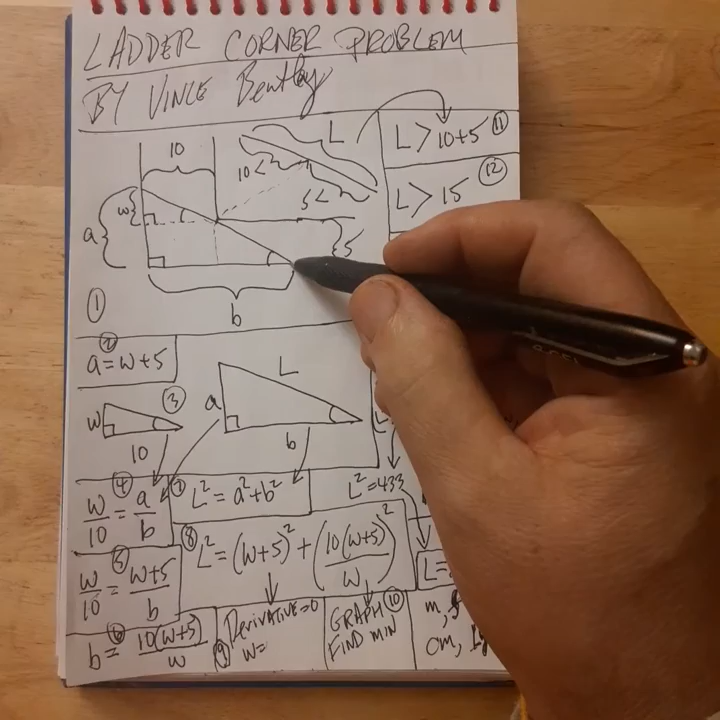 LADDER CORNER PROBLEM
BY VINCE Bentley
10
L
10<
5<
w
a
5
b
①
L > 10+5 ⑪
L > 15 ⑫
② a = w+5
③
w
10
L
a
b
④ w/10 = a/b
⑤ w/10 = w+5/b
⑥ b = 10(w+5)/w
⑦ L² = a² + b²
⑧ L² = (w+5)² + (10(w+5)/w)²
⑨ Derivative=0
w=
GRAPH ⑩
FIND MIN
L²=433
L=